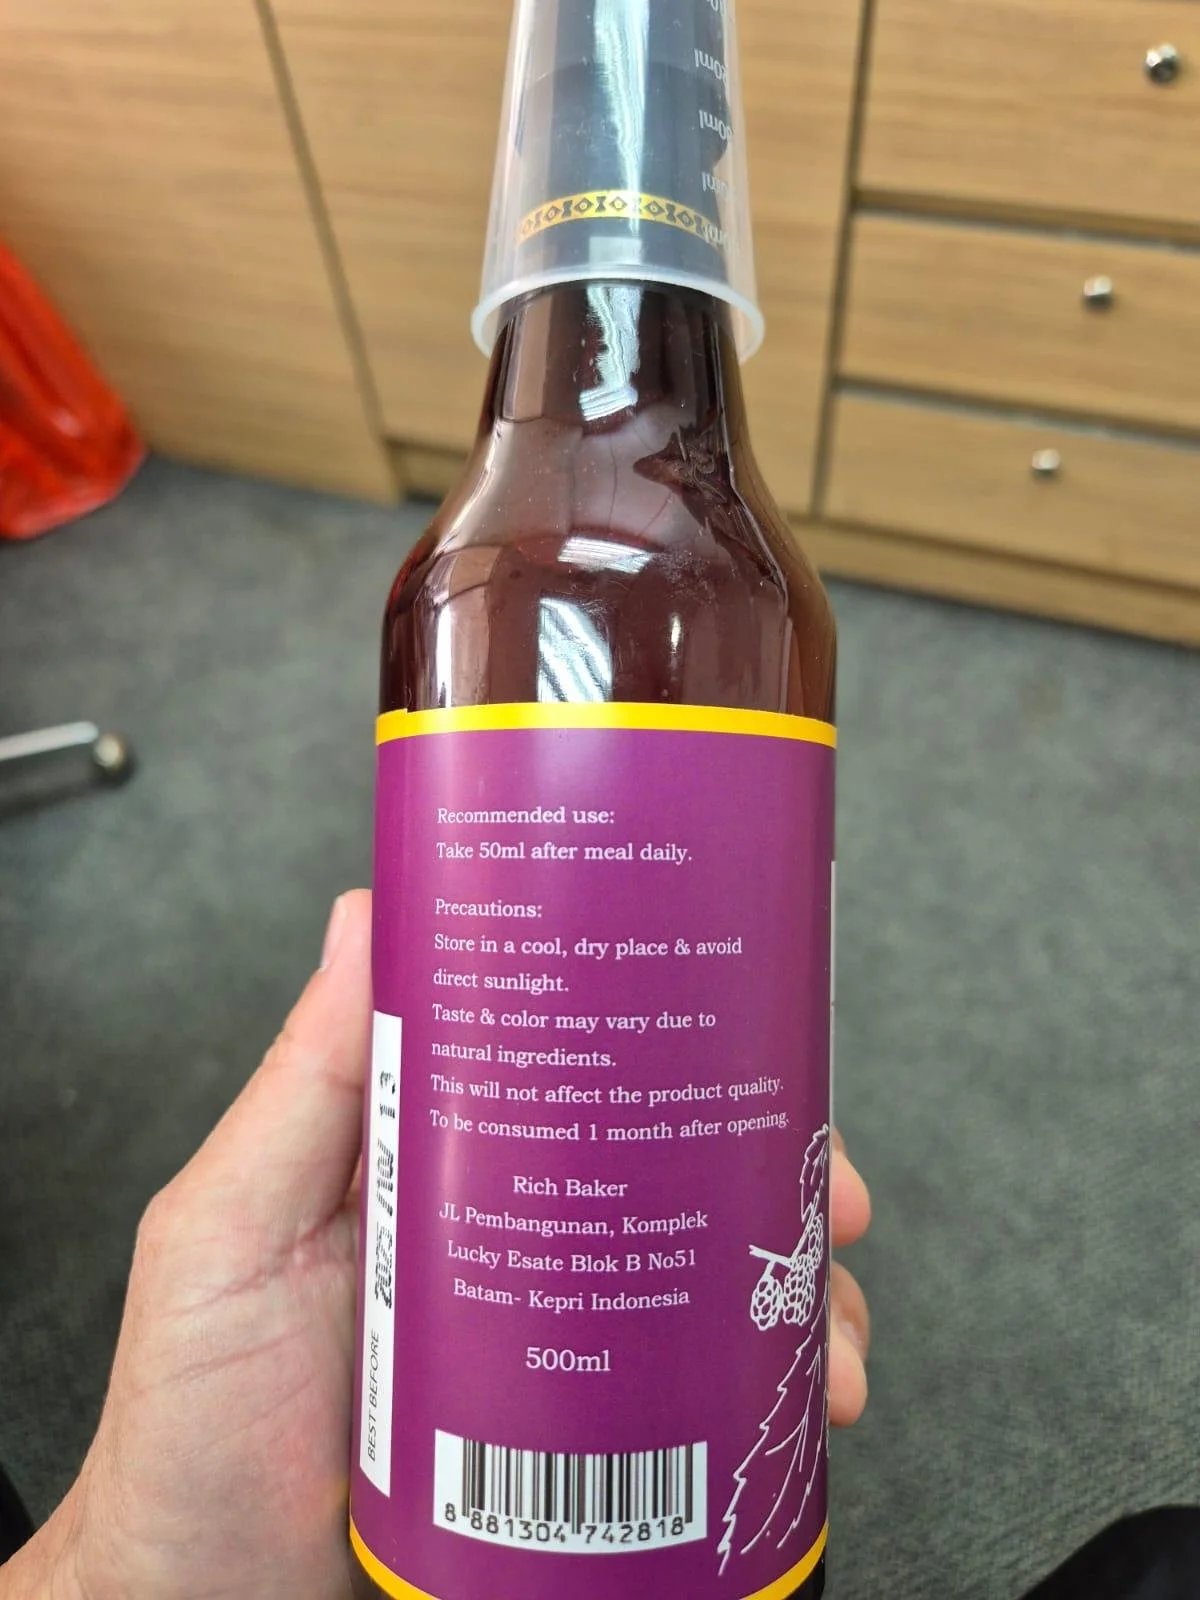 Recommended use:
Take 50ml after meal daily.
Precautions:
Store in a cool, dry place & avoid
direct sunlight.
Taste & color may vary due to
natural ingredients.
This will not affect the product quality.
To be consumed 1 month after opening.
Rich Baker
JL Pembangunan, Komplek
Lucky Esate Blok B No51
Batam- Kepri Indonesia
500ml
8 881304 742818
BEST BEFORE